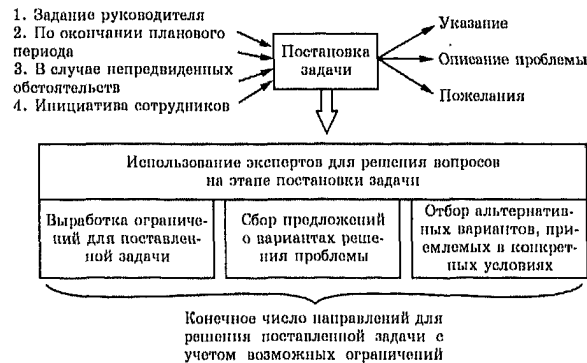 1. Задание руководителя
2. По окончании планового
периода
3. В случае непредвиденных
обстоятельств
4. Инициатива сотрудников
Постановка
задачи
Указание
Описание проблемы
Пожелания
Использование экспертов для решения вопросов
на этапе постановки задачи
Выработка ограниче-
ний для поставлен-
ной задачи
Сбор предложений
о вариантах реше-
ния проблемы
Отбор альтернатив-
ных вариантов, при-
емлемых в конкрет-
ных условиях
Конечное число направлений для
решения поставленной задачи с
учетом возможных ограничений